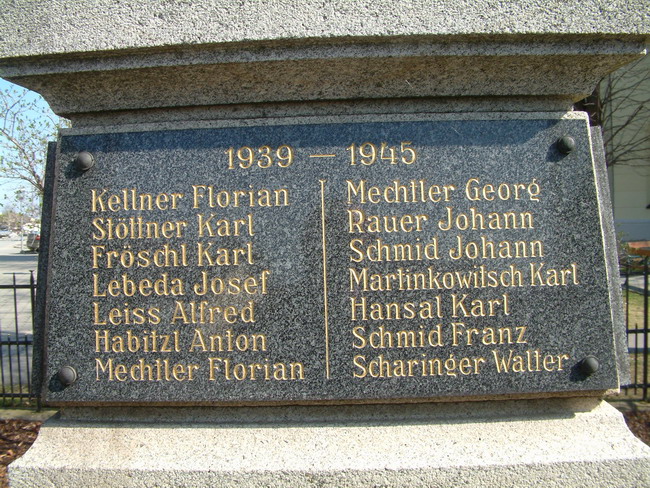 1939 — 1945
Kellner Florian
Stöttner Karl
Fröschl Karl
Lebeda Josef
Leiss Alfred
Habitzl Anton
Mechtler Florian
Mechtler Georg
Rauer Johann
Schmid Johann
Martinkowitsch Karl
Hansal Karl
Schmid Franz
Scharinger Walter